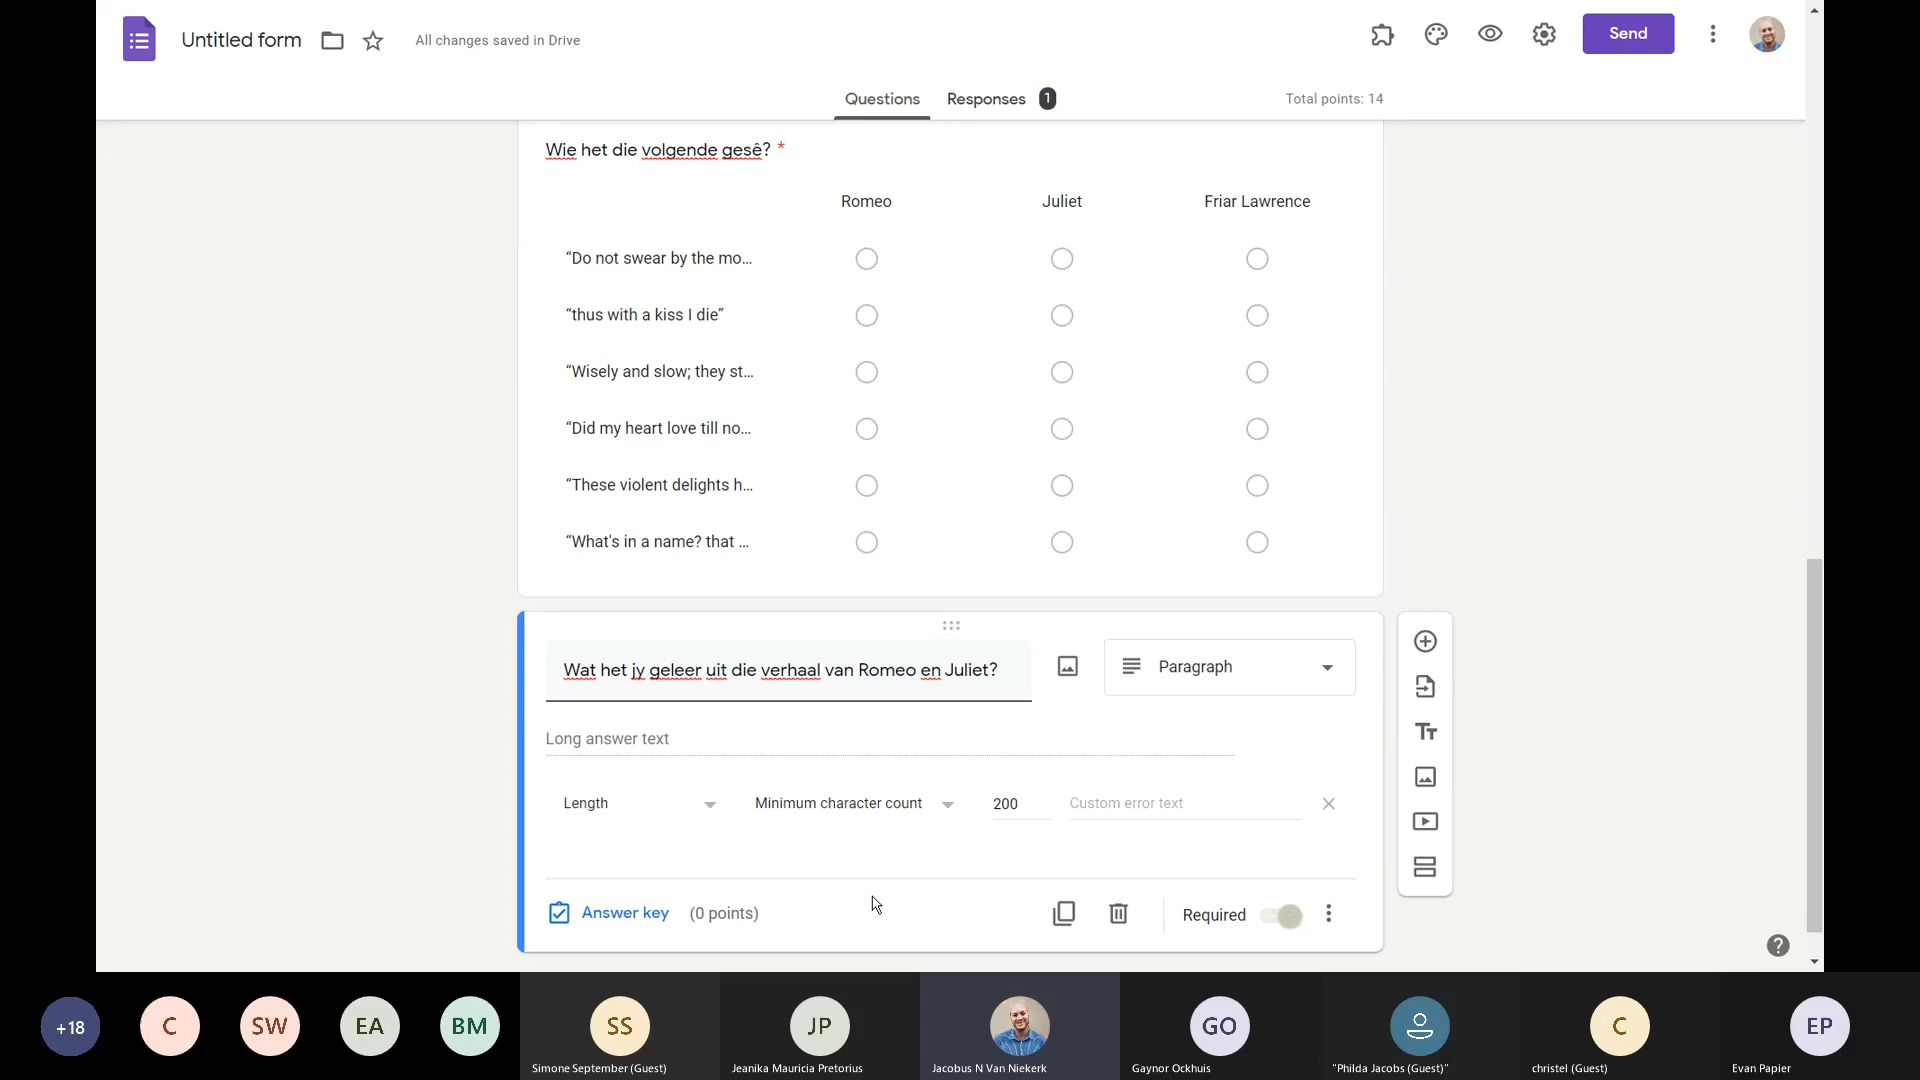 Untitled form
All changes saved in Drive
Send
Questions
Responses
1
Total points: 14
Wie het die volgende gesê? *
Romeo
Juliet
Friar Lawrence
“Do not swear by the mo...
“thus with a kiss I die”
“Wisely and slow; they st...
“Did my heart love till no...
“These violent delights h...
“What's in a name? that ...
Wat het jy geleer uit die verhaal van Romeo en Juliet?
Paragraph
Tт
Long answer text
Length
Minimum character count
200
Custom error text
Answer key
(0 points)
Required
?
+18
C
SW
EA
BM
SS
JP
GO
C
EP
Simone September (Guest)
Jeanika Mauricia Pretorius
Jacobus N Van Niekerk
Gaynor Ockhuis
"Philda Jacobs (Guest)"
christel (Guest)
Evan Papier